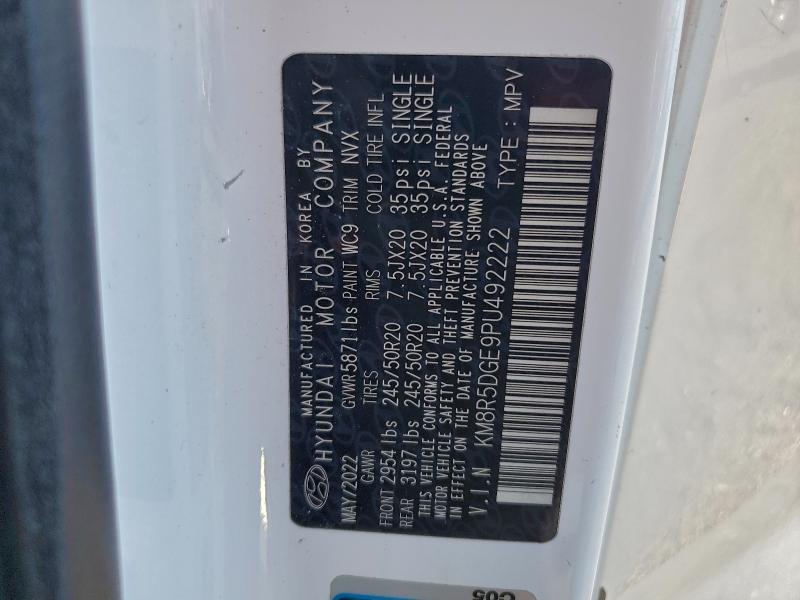 MANUFACTURED IN KOREA BY
HYUNDAI MOTOR COMPANY
MAY/2022 GVWR 5871 lbs PAINT WC9 TRIM NVX
GAWR TIRES RIMS COLD TIRE INFL
FRONT 2954 lbs 245/50R20 7.5JX20 35psi SINGLE
REAR 3197 lbs 245/50R20 7.5JX20 35psi SINGLE
THIS VEHICLE CONFORMS TO ALL APPLICABLE U.S.A. FEDERAL
MOTOR VEHICLE SAFETY AND THEFT PREVENTION STANDARDS
IN EFFECT ON THE DATE OF MANUFACTURE SHOWN ABOVE
V.I.N KM8R5DGE9PU492222 TYPE : MPV
C05